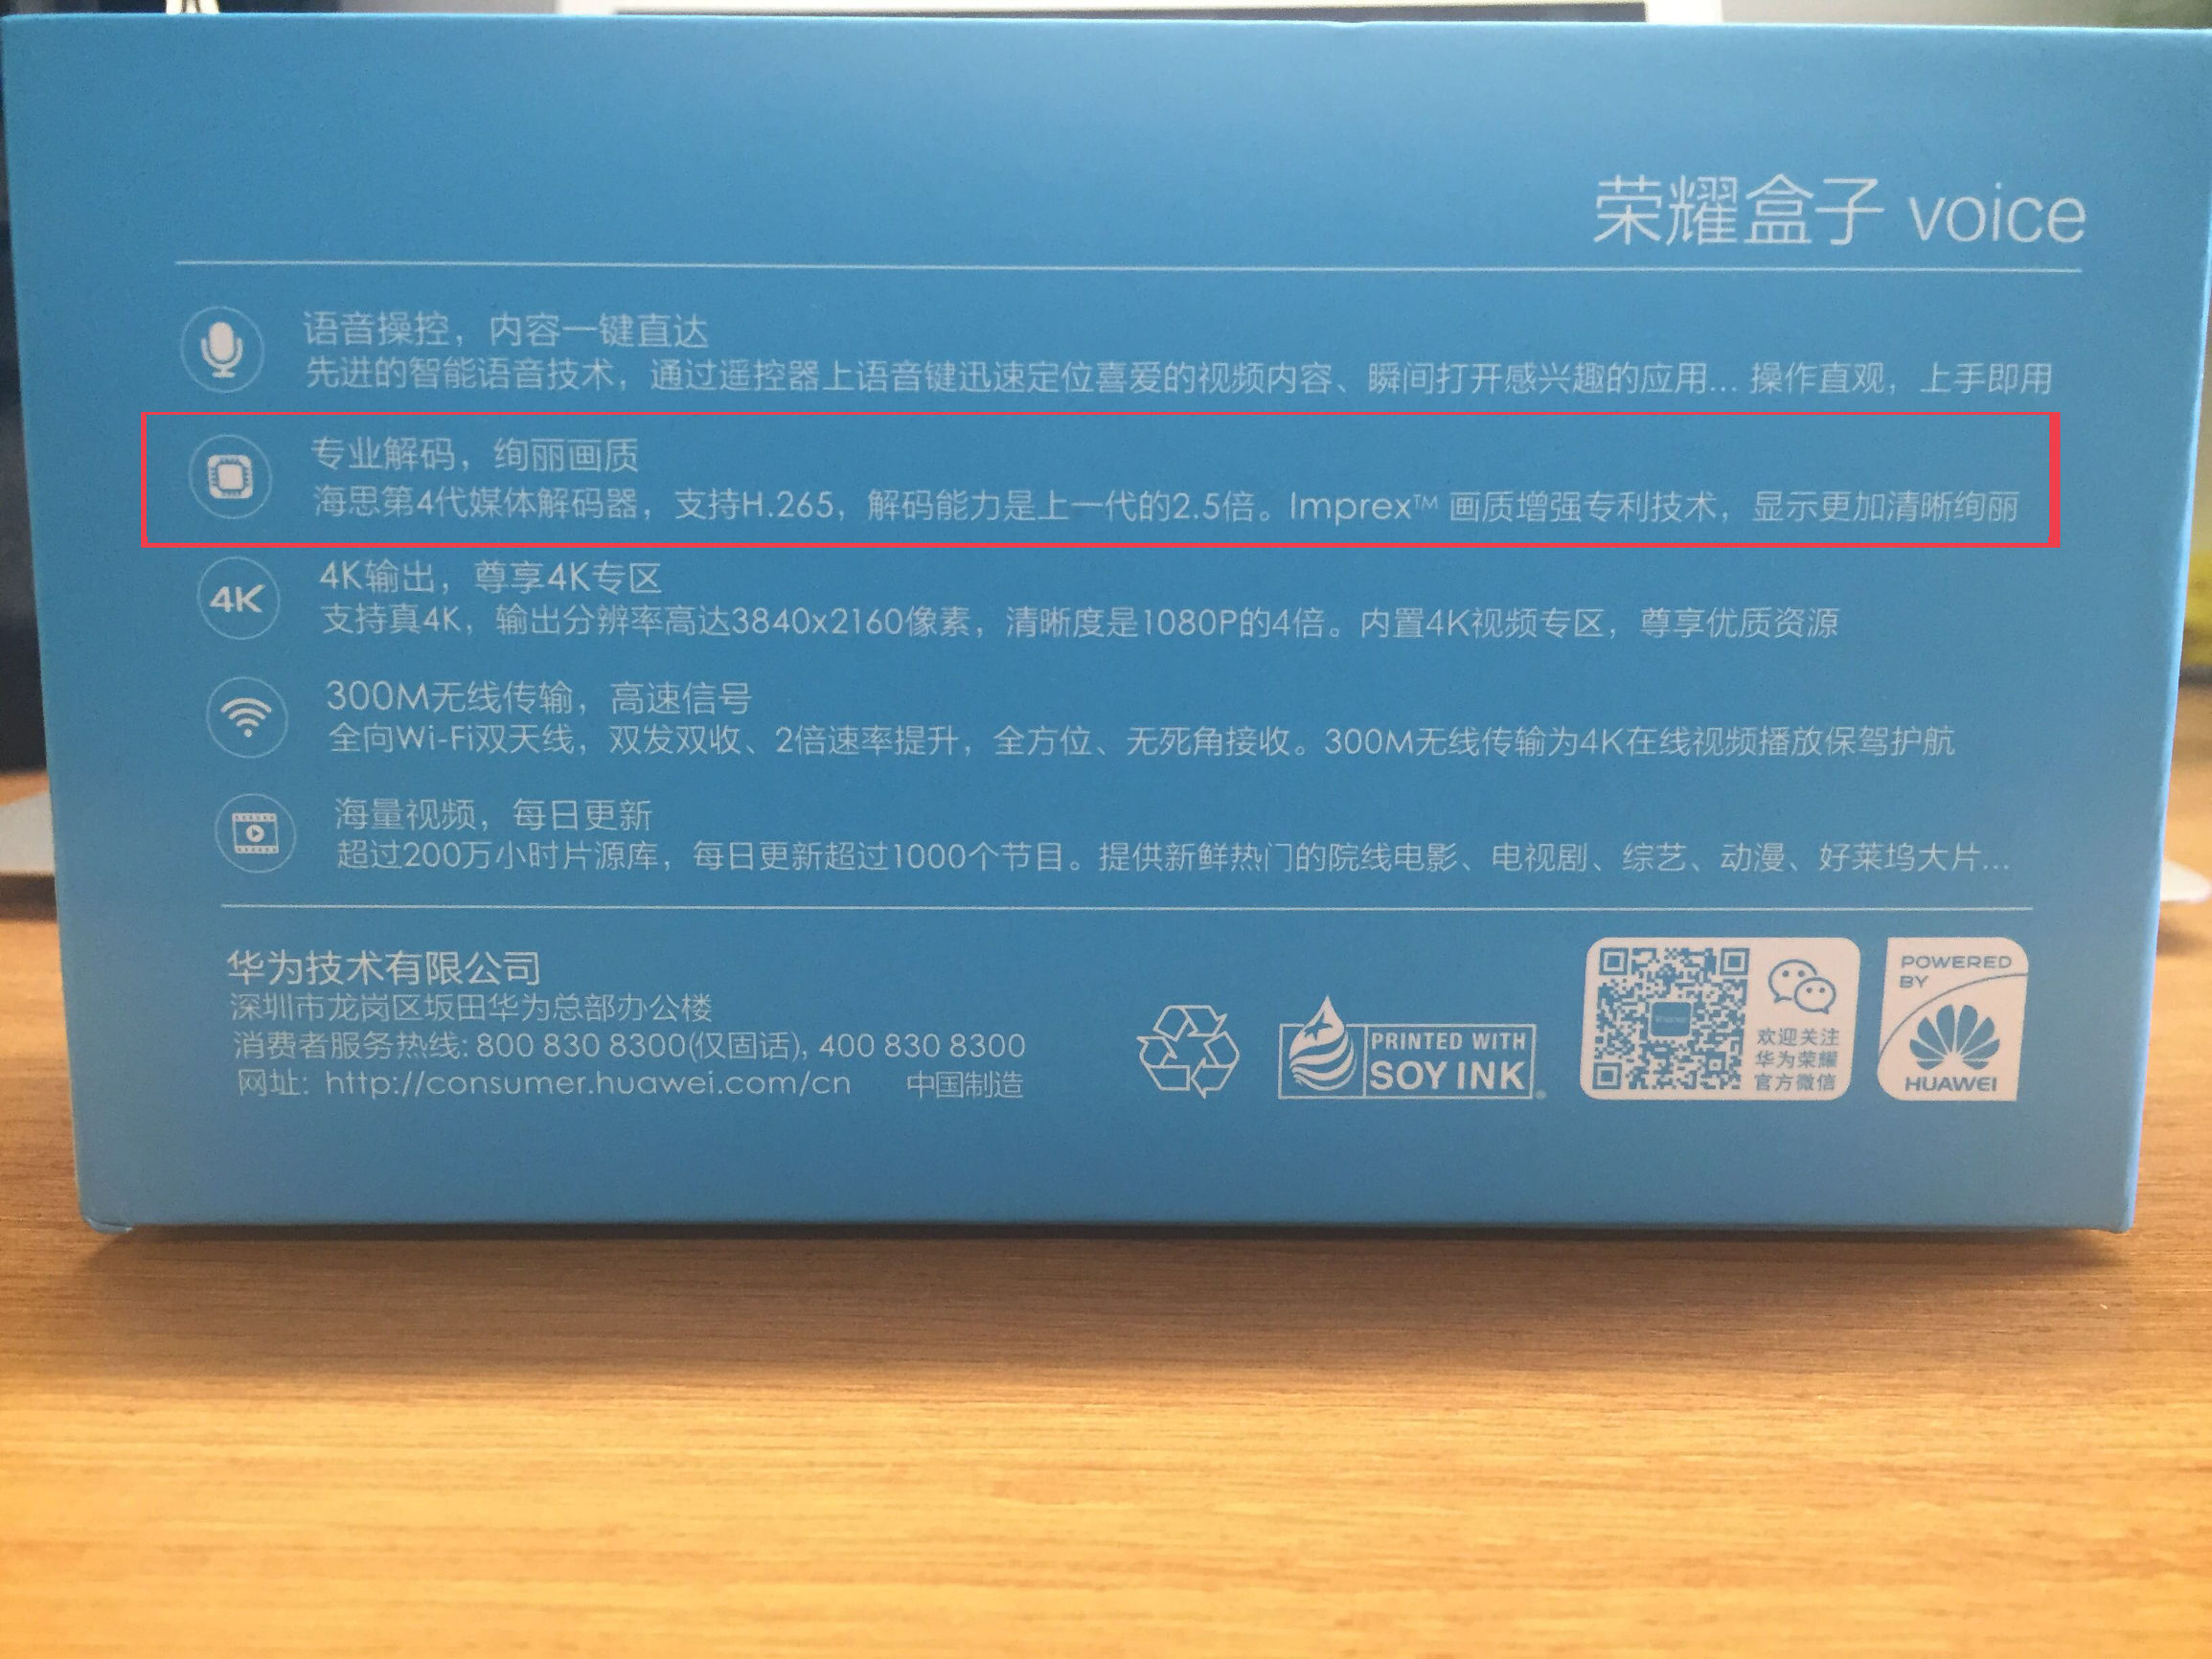 荣耀盒子 voice
语音操控，内容一键直达
先进的智能语音技术，通过遥控器上语音键迅速定位喜爱的视频内容、瞬间打开感兴趣的应用... 操作直观，上手即用
专业解码，绚丽画质
海思第4代媒体解码器，支持H.265，解码能力是上一代的2.5倍。Imprex™ 画质增强专利技术，显示更加清晰绚丽
4K
4K输出，尊享4K专区
支持真4K，输出分辨率高达3840x2160像素，清晰度是1080P的4倍。内置4K视频专区，尊享优质资源
300M无线传输，高速信号
全向Wi-Fi双天线，双发双收、2倍速率提升，全方位、无死角接收。300M无线传输为4K在线视频播放保驾护航
海量视频，每日更新
超过200万小时片源库，每日更新超过1000个节目。提供新鲜热门的院线电影、电视剧、综艺、动漫、好莱坞大片...
华为技术有限公司
深圳市龙岗区坂田华为总部办公楼
消费者服务热线: 800 830 8300(仅固话), 400 830 8300
网址: http://consumer.huawei.com/cn 中国制造
PRINTED WITH
SOY INK
欢迎关注
华为荣耀
官方微信
POWERED
BY
HUAWEI